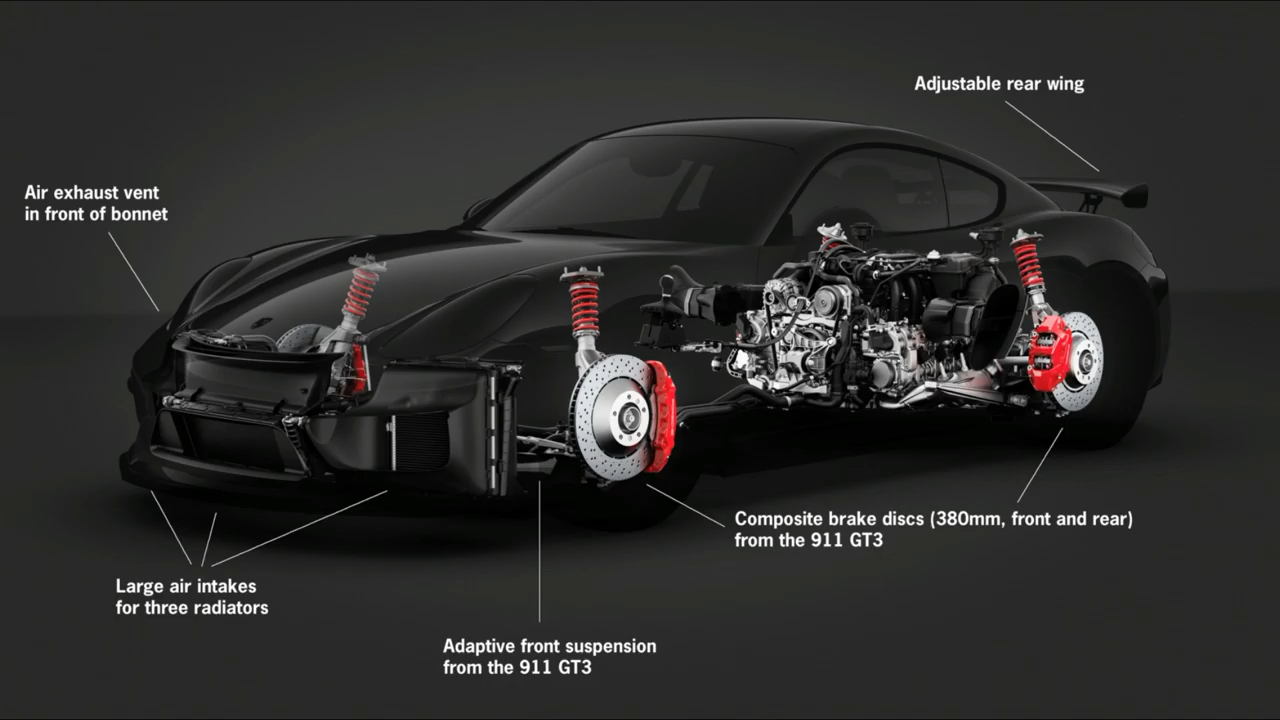 Adjustable rear wing
Air exhaust vent
in front of bonnet
Composite brake discs (380mm, front and rear)
from the 911 GT3
Large air intakes
for three radiators
Adaptive front suspension
from the 911 GT3